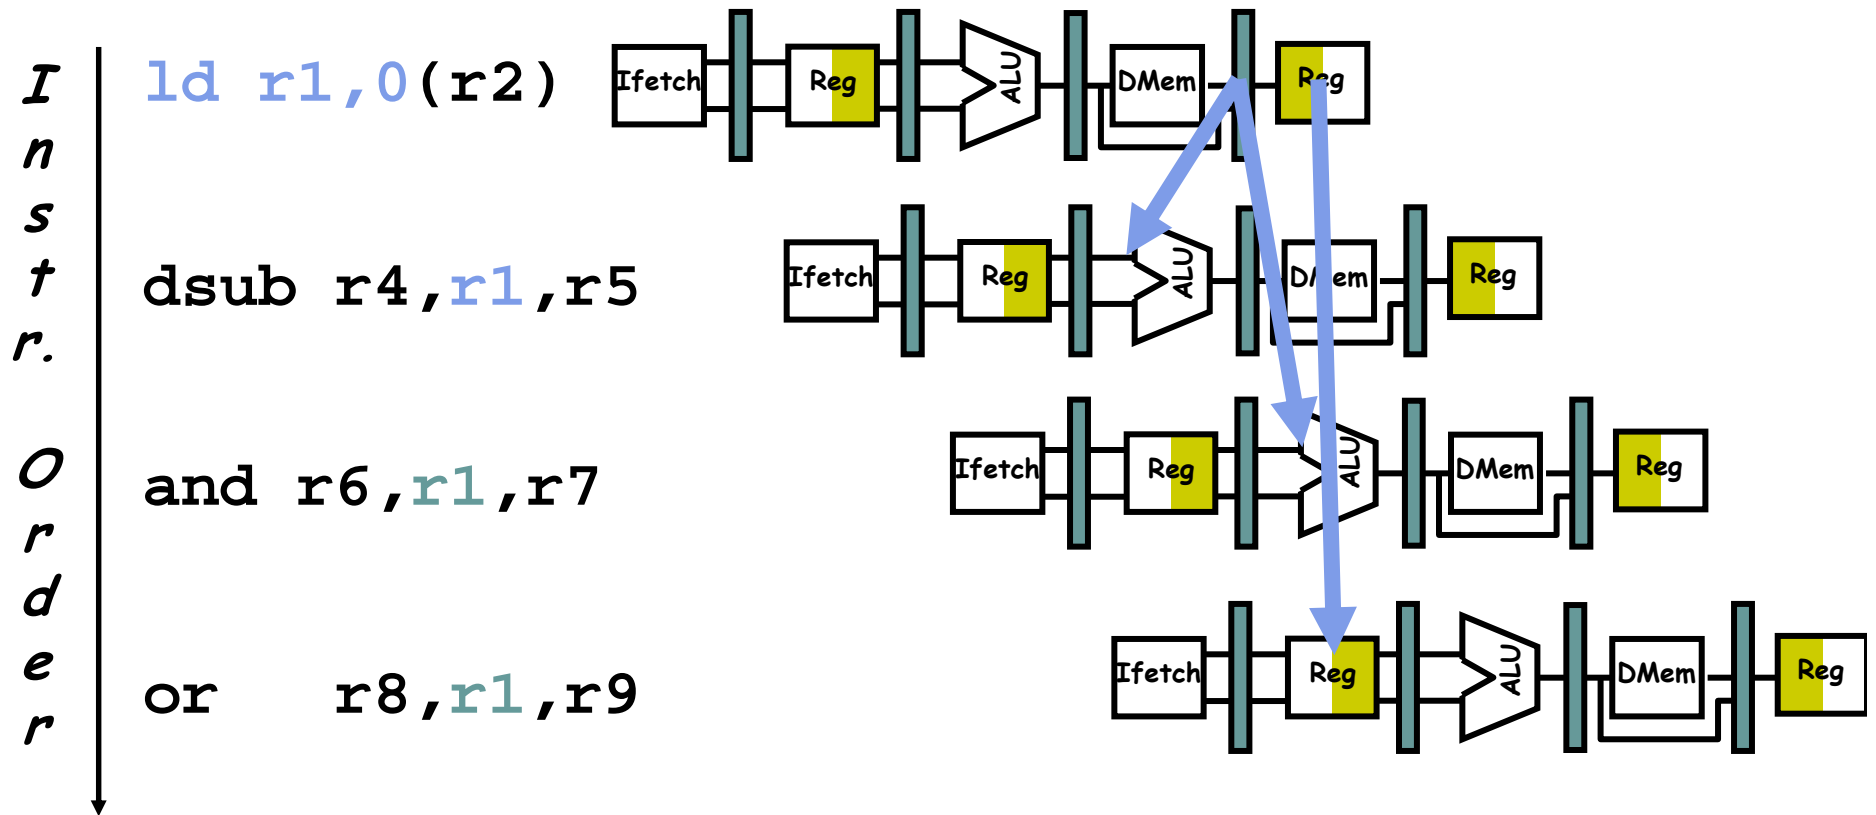 Instr. Order
ld r1,0(r2)
Ifetch Reg ALU DMem Reg
dsub r4,r1,r5
Ifetch Reg ALU DMem Reg
and r6,r1,r7
Ifetch Reg ALU DMem Reg
or r8,r1,r9
Ifetch Reg ALU DMem Reg